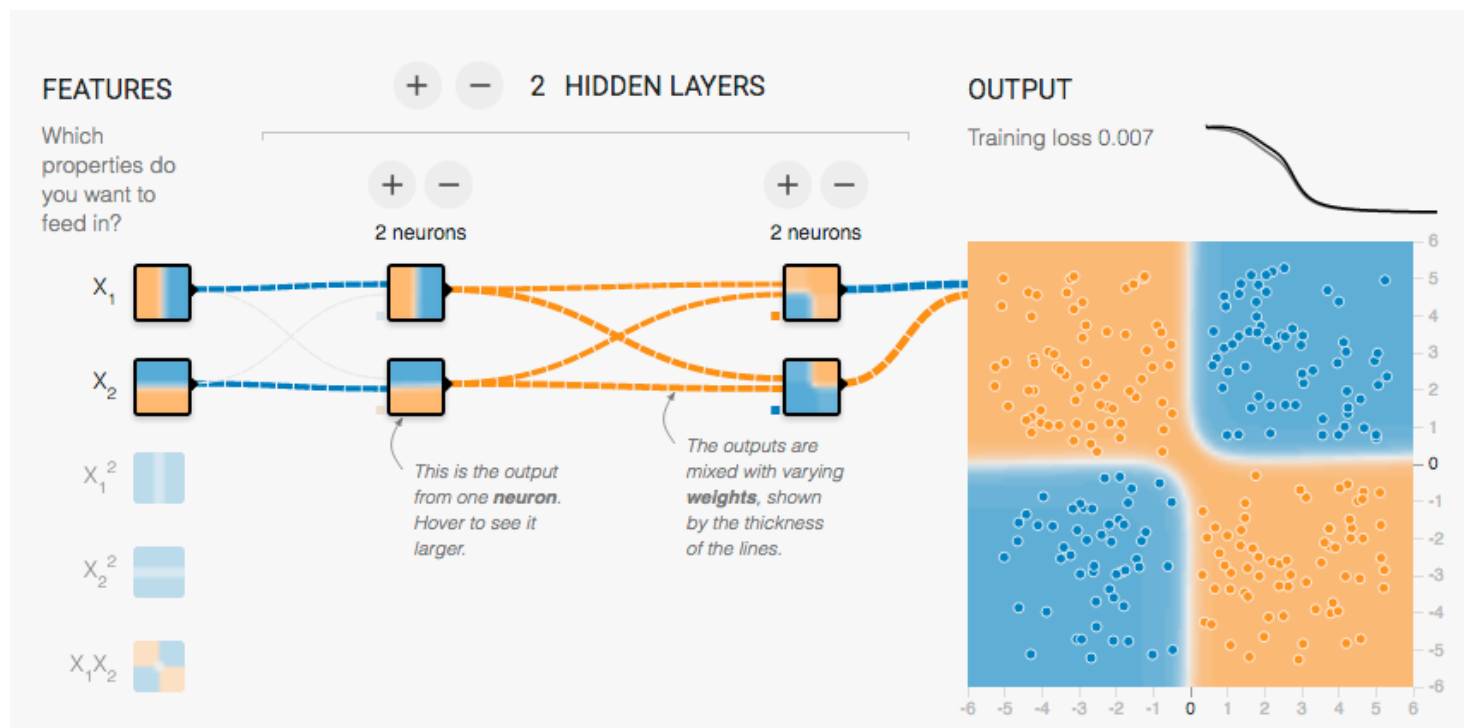 FEATURES
Which
properties do
you want to
feed in?
+ − 2 HIDDEN LAYERS
+ −
2 neurons
+ −
2 neurons
OUTPUT
Training loss 0.007
X1
X2
X1²
X2²
X1X2
This is the output
from one neuron.
Hover to see it
larger.
The outputs are
mixed with varying
weights, shown
by the thickness
of the lines.
6
5
4
3
2
1
0
-1
-2
-3
-4
-5
-6
-6 -5 -4 -3 -2 -1 0 1 2 3 4 5 6